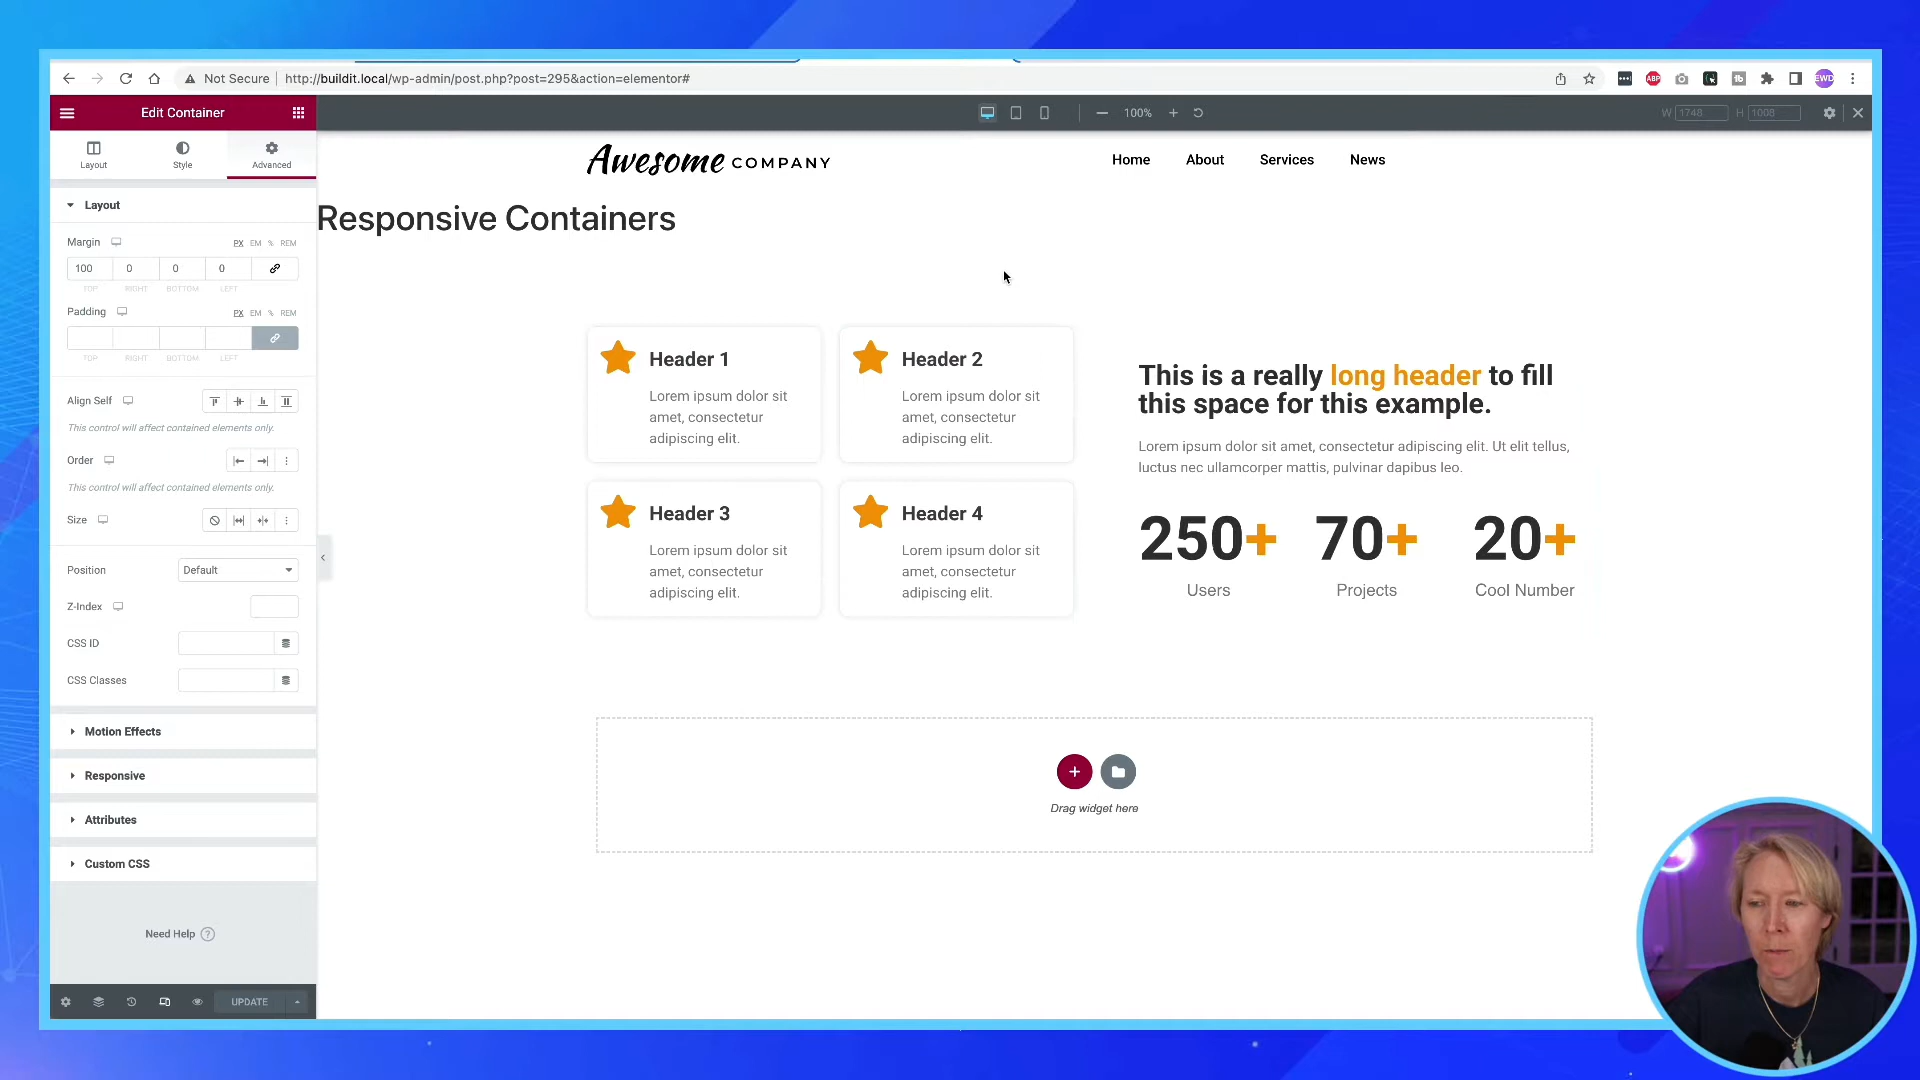 Not Secure
http://buildit.local/wp-admin/post.php?post=295&action=elementor#
ABP
tb
EWD
Edit Container
100%
W 1748 H 1008
Layout Style Advanced
Awesome COMPANY
Home About Services News
Responsive Containers
Layout
Margin PX EM % REM
100 0 0 0
TOP RIGHT BOTTOM LEFT
Padding PX EM % REM
TOP RIGHT BOTTOM LEFT
Align Self
This control will affect contained elements only.
Order
This control will affect contained elements only.
Size
Position Default
Z-Index
CSS ID
CSS Classes
Motion Effects
Responsive
Attributes
Custom CSS
Need Help ?
UPDATE
Header 1
Lorem ipsum dolor sit
amet, consectetur
adipiscing elit.
Header 2
Lorem ipsum dolor sit
amet, consectetur
adipiscing elit.
Header 3
Lorem ipsum dolor sit
amet, consectetur
adipiscing elit.
Header 4
Lorem ipsum dolor sit
amet, consectetur
adipiscing elit.
This is a really long header to fill
this space for this example.
Lorem ipsum dolor sit amet, consectetur adipiscing elit. Ut elit tellus,
luctus nec ullamcorper mattis, pulvinar dapibus leo.
250+ 70+ 20+
Users Projects Cool Number
Drag widget here